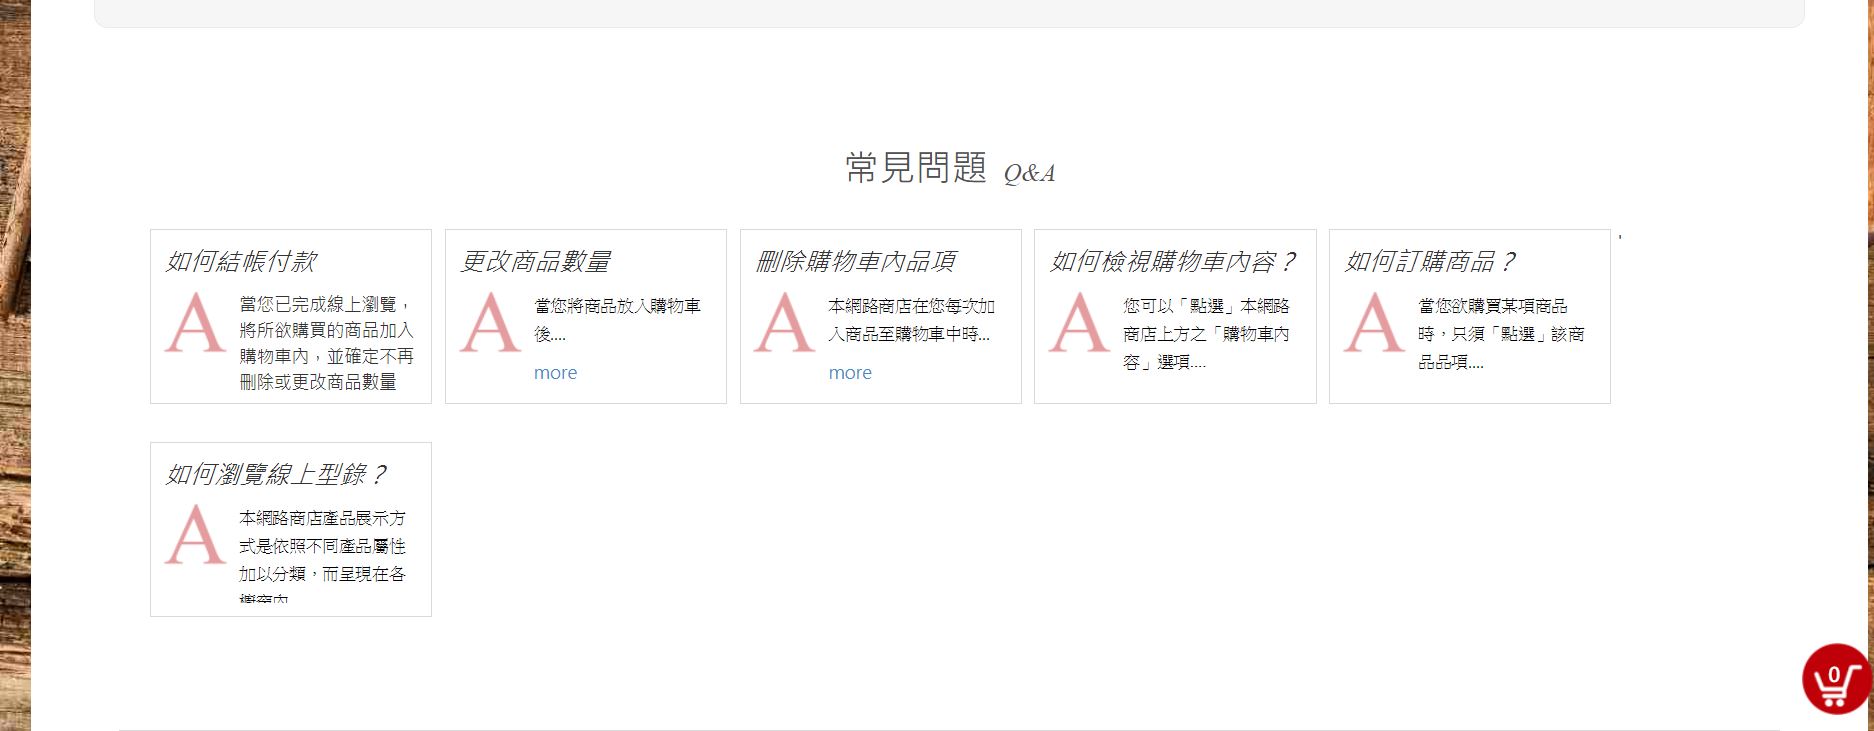 常見問題 Q&A
如何結帳付款
A
當您已完成線上瀏覽，
將所欲購買的商品加入
購物車內，並確定不再
刪除或更改商品數量
更改商品數量
A
當您將商品放入購物車
後....
more
刪除購物車內品項
A
本網路商店在您每次加
入商品至購物車中時...
more
如何檢視購物車內容？
A
您可以「點選」本網路
商店上方之「購物車內
容」選項....
如何訂購商品？
A
當您欲購買某項商品
時，只須「點選」該商
品品項....
'
如何瀏覽線上型錄？
A
本網路商店產品展示方
式是依照不同產品屬性
加以分類，而呈現在各
0